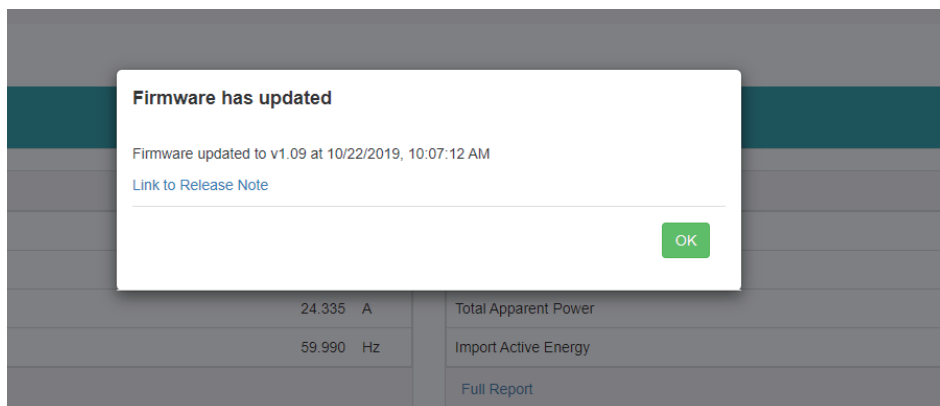 Firmware has updated
Firmware updated to v1.09 at 10/22/2019, 10:07:12 AM
Link to Release Note
OK
24.335 A Total Apparent Power
59.990 Hz Import Active Energy
Full Report